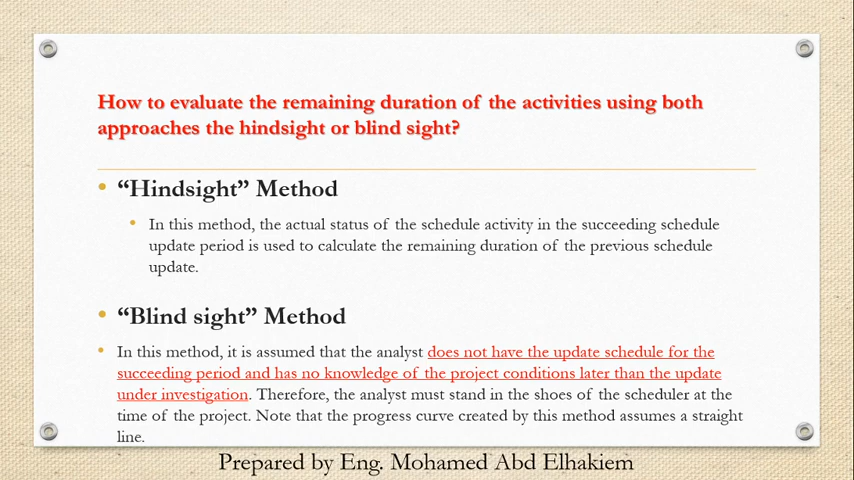 How to evaluate the remaining duration of the activities using both
approaches the hindsight or blind sight?
• “Hindsight” Method
• In this method, the actual status of the schedule activity in the succeeding schedule
update period is used to calculate the remaining duration of the previous schedule
update.
• “Blind sight” Method
• In this method, it is assumed that the analyst does not have the update schedule for the
succeeding period and has no knowledge of the project conditions later than the update
under investigation. Therefore, the analyst must stand in the shoes of the scheduler at the
time of the project. Note that the progress curve created by this method assumes a straight
line.
Prepared by Eng. Mohamed Abd Elhakiem